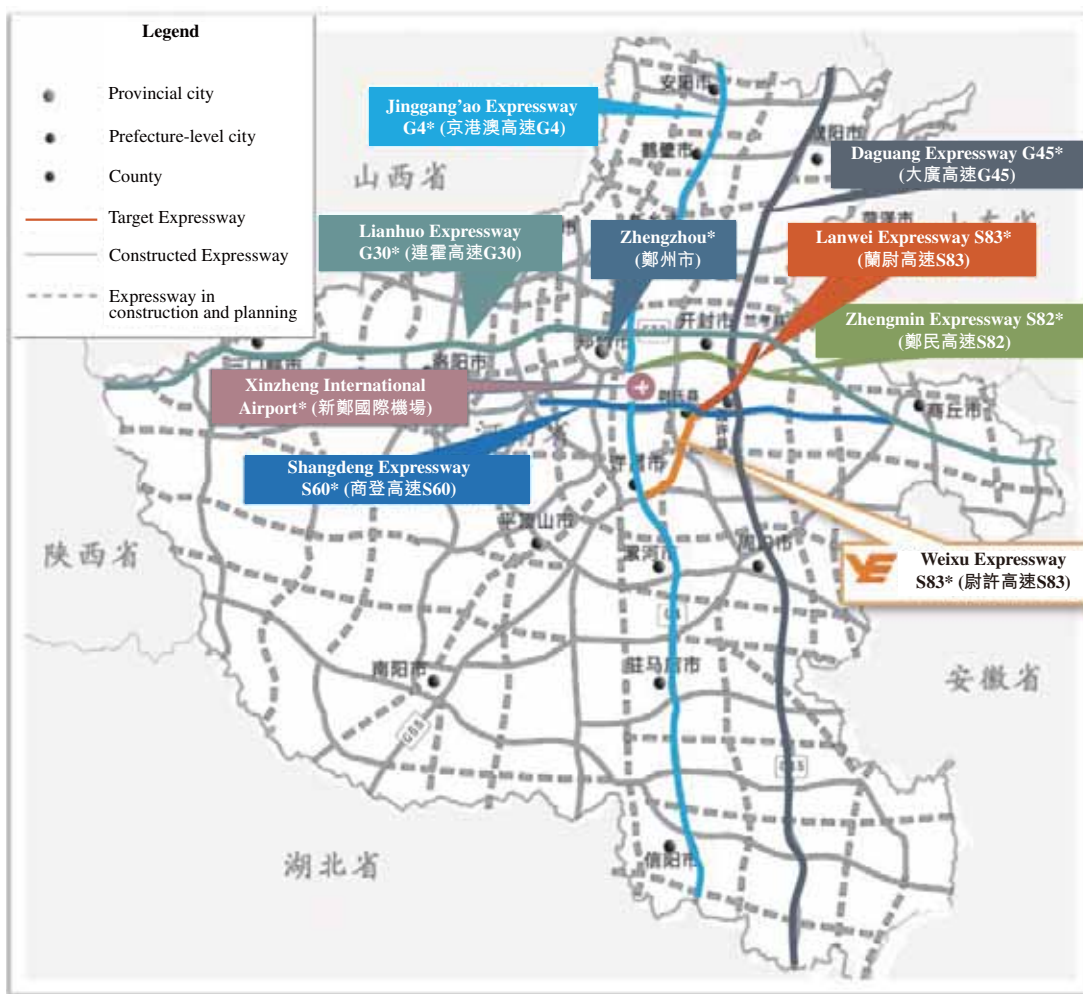 Legend
Provincial city
Prefecture-level city
County
Target Expressway
Constructed Expressway
Expressway in
construction and planning
安阳市
Jinggang'ao Expressway
G4* (京港澳高速G4)
鹤壁市
濮阳市
Daguang Expressway G45*
(大廣高速G45)
山西省
Lianhuo Expressway
G30* (連霍高速G30)
Zhengzhou*
(鄭州市)
Lanwei Expressway S83*
(蘭尉高速S83)
开封市
Zhengmin Expressway S82*
(鄭民高速S82)
洛阳市
Xinzheng International
Airport* (新鄭國際機場)
尉氏县
商丘市
Shangdeng Expressway
S60* (商登高速S60)
许昌市
平顶山市
陕西省
漯河市
周口市
YE
Weixu Expressway
S83* (尉許高速S83)
南阳市
驻马店市
安徽省
湖北省
信阳市